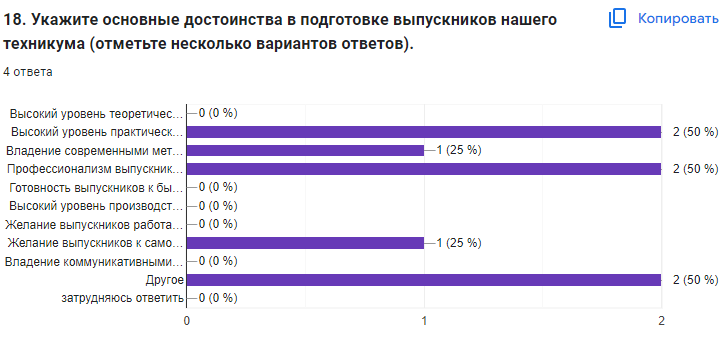 18. Укажите основные достоинства в подготовке выпускников нашего
техникума (отметьте несколько вариантов ответов).
Копировать
4 ответа
Высокий уровень теоретичес... 0 (0 %)
Высокий уровень практическ... 2 (50 %)
Владение современными мет... 1 (25 %)
Профессионализм выпускник... 2 (50 %)
Готовность выпускников к бы... 0 (0 %)
Высокий уровень производст... 0 (0 %)
Желание выпускников работа... 0 (0 %)
Желание выпускников к само... 1 (25 %)
Владение коммуникативными... 0 (0 %)
Другое 2 (50 %)
затрудняюсь ответить 0 (0 %)
0 1 2